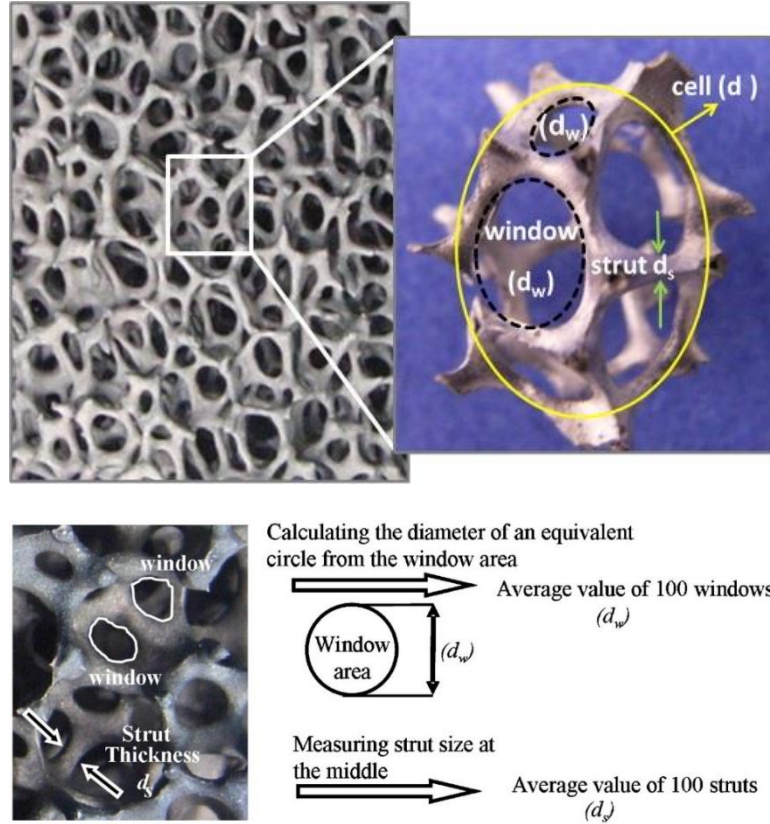 cell (d )
(dw)
window
(dw)
strut ds
window
window
Strut
Thickness
ds
Calculating the diameter of an equivalent
circle from the window area
Average value of 100 windows
(dw)
Window
area
(dw)
Measuring strut size at
the middle
Average value of 100 struts
(ds)